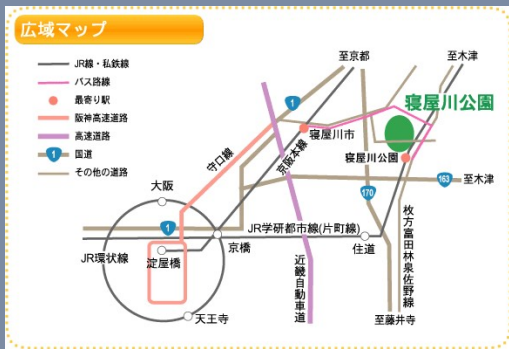 広域マップ
JR線・私鉄線
バス路線
最寄り駅
阪神高速道路
高速道路
1 国道
その他の道路
至京都
至木津
1
寝屋川公園
寝屋川市
守口線
京阪本線
寝屋川公園
163
至木津
170
大阪
1
JR学研都市線(片町線)
京橋
住道
JR環状線
淀屋橋
枚方富田林泉佐野線
近畿自動車道
天王寺
至藤井寺